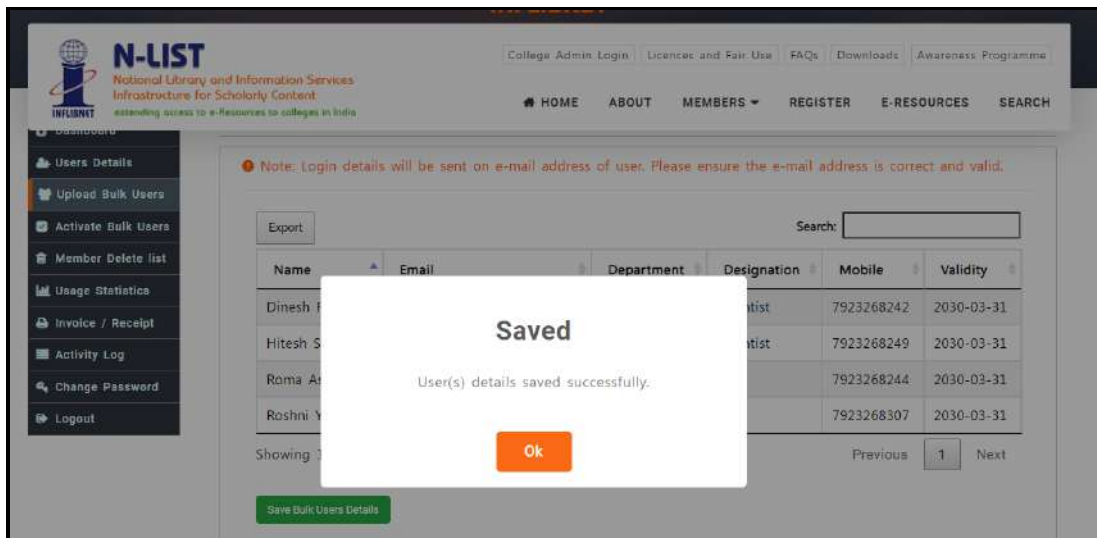 N-LIST
National Library and Information Services
Infrastructure for Scholarly Content
extending access to e-Resources to colleges in India
INFLIBNET
College Admin Login Licences and Fair Use FAQs Downloads Awareness Programme
HOME ABOUT MEMBERS REGISTER E-RESOURCES SEARCH
Dashboard
Users Details
Upload Bulk Users
Activate Bulk Users
Member Delete list
Usage Statistics
Invoice / Receipt
Activity Log
Change Password
Logout
Note: Login details will be sent on e-mail address of user. Please ensure the e-mail address is correct and valid.
Export Search:
Name Email Department Designation Mobile Validity
Dinesh 7923268242 2030-03-31
Hitesh S 7923268249 2030-03-31
Roma 7923268244 2030-03-31
Roshni Y 7923268307 2030-03-31
Showing Previous 1 Next
Saved
User(s) details saved successfully.
Ok
Save Bulk Users Details